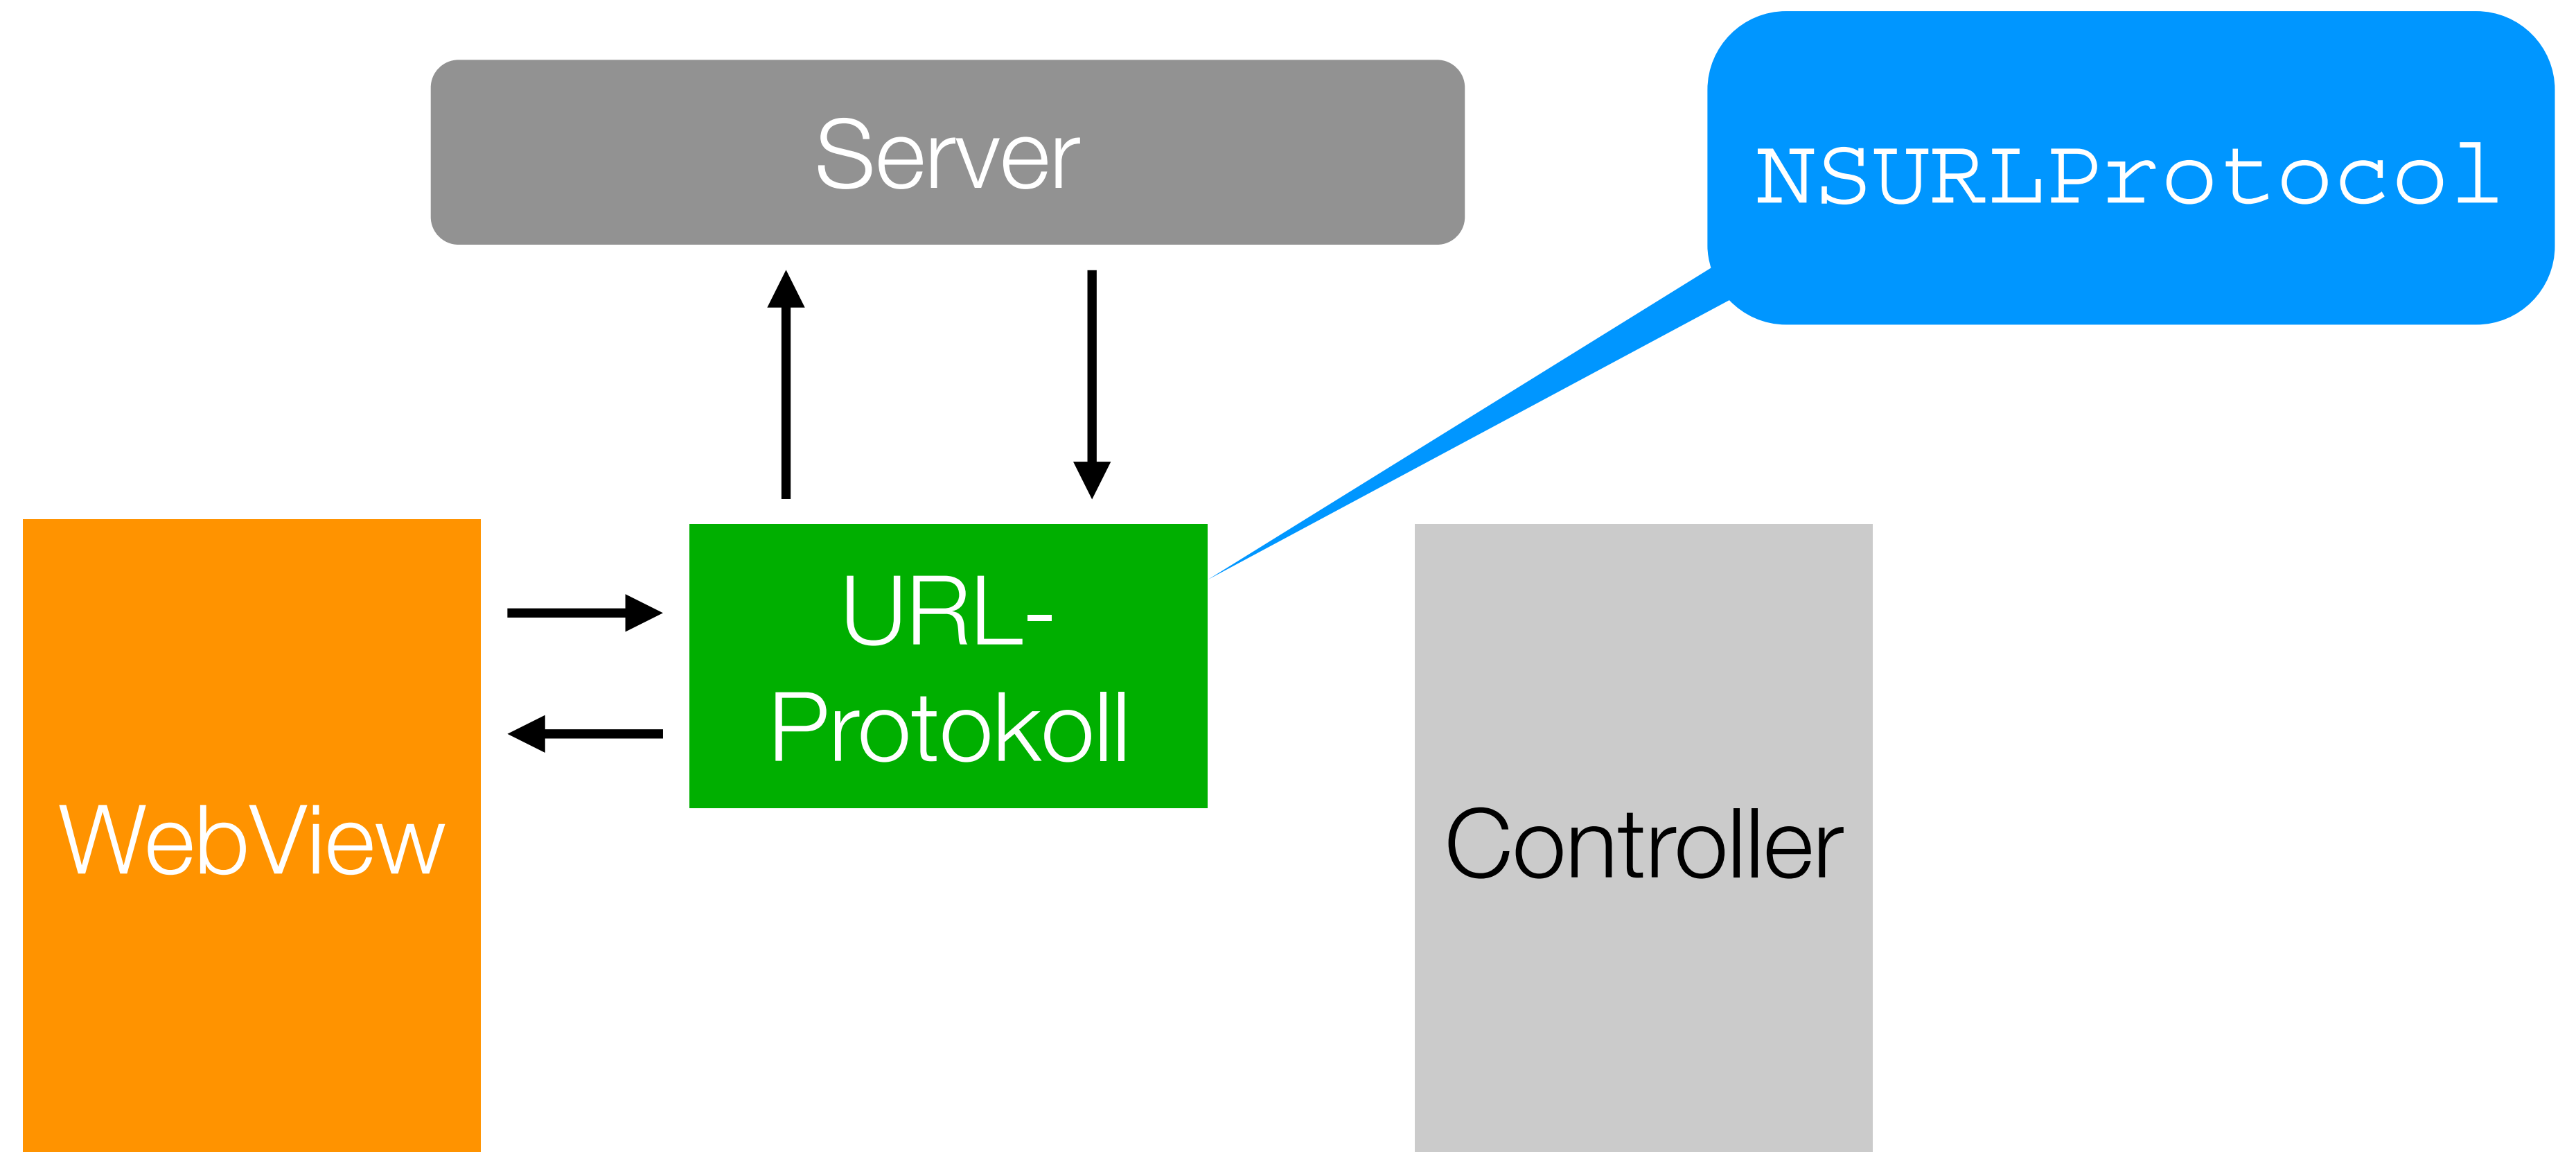 Server
NSURLProtocol
URL-
Protokoll
WebView
Controller